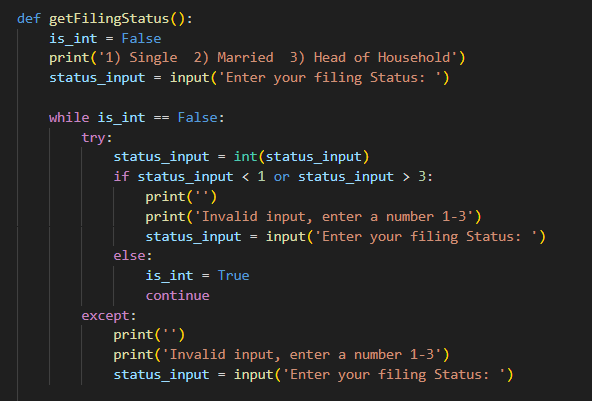 def getFilingStatus():
    is_int = False
    print('1) Single  2) Married  3) Head of Household')
    status_input = input('Enter your filing Status: ')

    while is_int == False:
        try:
            status_input = int(status_input)
            if status_input < 1 or status_input > 3:
                print('')
                print('Invalid input, enter a number 1-3')
                status_input = input('Enter your filing Status: ')
            else:
                is_int = True
                continue
        except:
            print('')
            print('Invalid input, enter a number 1-3')
            status_input = input('Enter your filing Status: ')